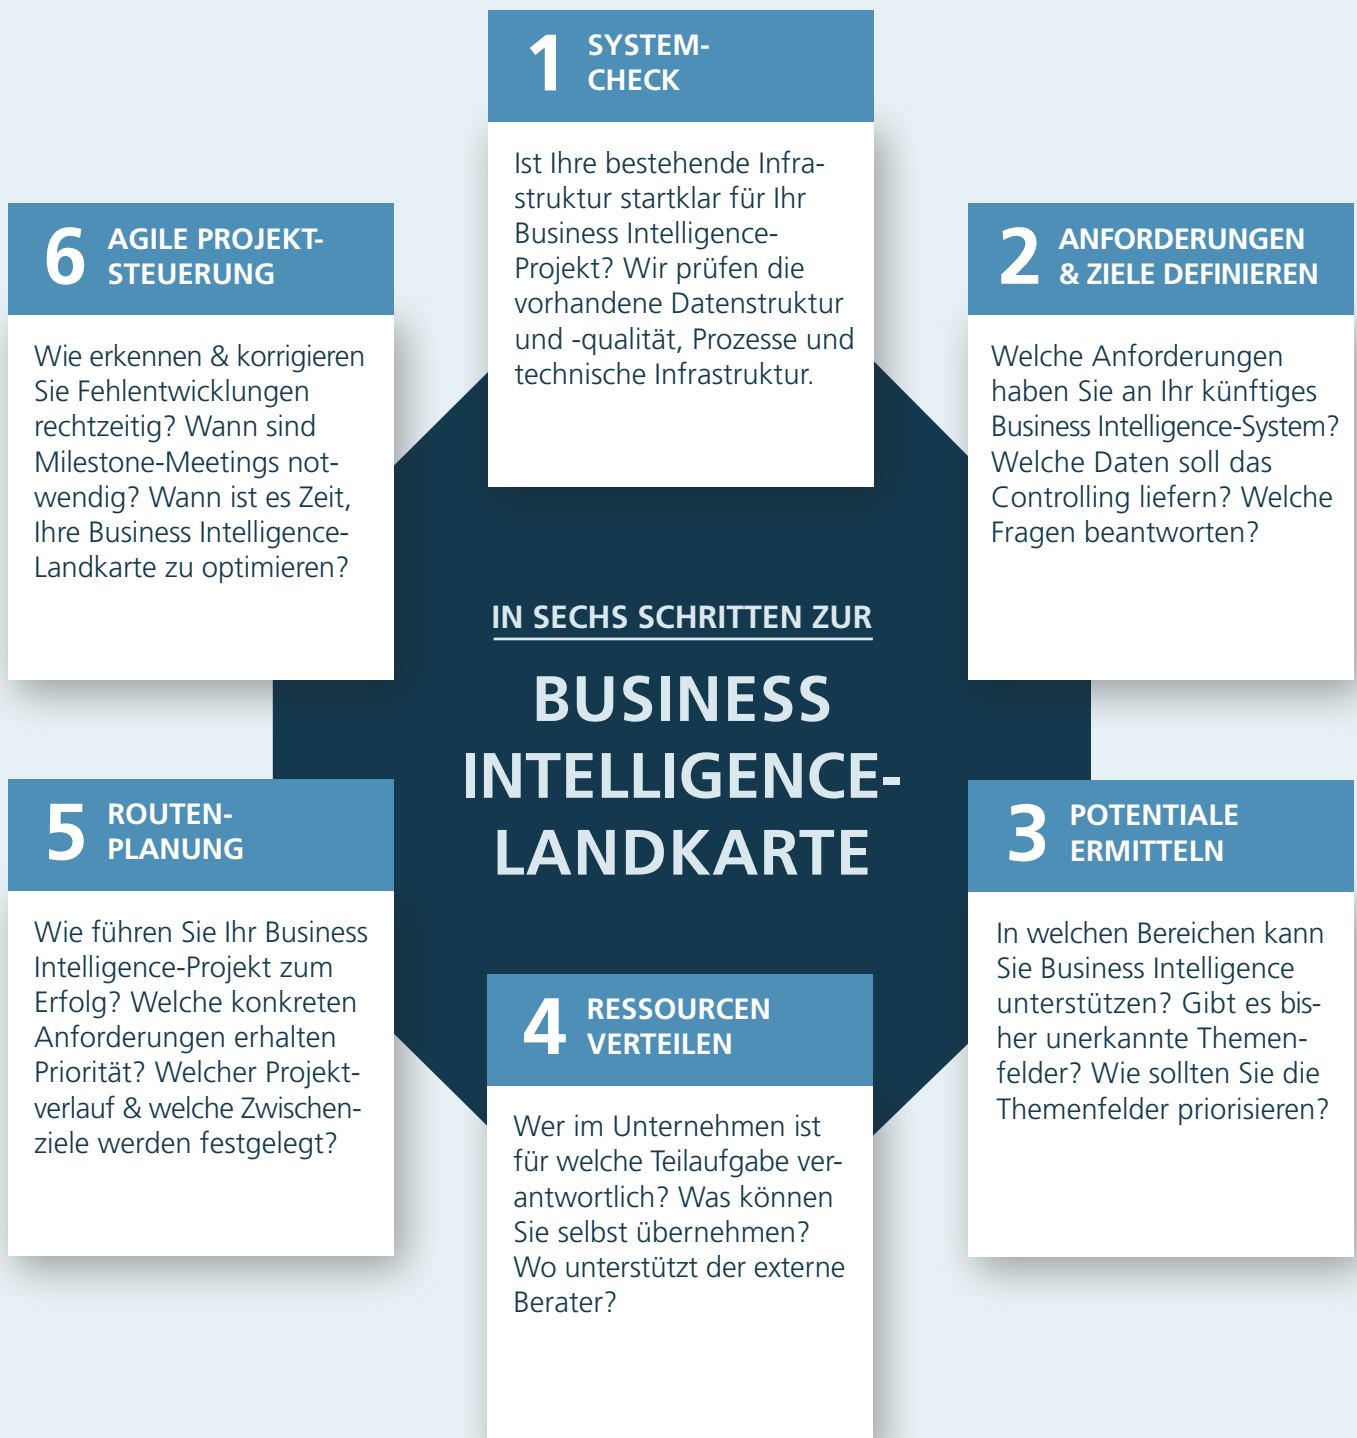 1 SYSTEM-
CHECK
Ist Ihre bestehende Infra-
struktur startklar für Ihr
Business Intelligence-
Projekt? Wir prüfen die
vorhandene Datenstruktur
und -qualität, Prozesse und
technische Infrastruktur.
2 ANFORDERUNGEN
& ZIELE DEFINIEREN
Welche Anforderungen
haben Sie an Ihr künftiges
Business Intelligence-System?
Welche Daten soll das
Controlling liefern? Welche
Fragen beantworten?
3 POTENTIALE
ERMITTELN
In welchen Bereichen kann
Sie Business Intelligence
unterstützen? Gibt es bis-
her unerkannte Themen-
felder? Wie sollten Sie die
Themenfelder priorisieren?
4 RESSOURCEN
VERTEILEN
Wer im Unternehmen ist
für welche Teilaufgabe ver-
antwortlich? Was können
Sie selbst übernehmen?
Wo unterstützt der externe
Berater?
5 ROUTEN-
PLANUNG
Wie führen Sie Ihr Business
Intelligence-Projekt zum
Erfolg? Welche konkreten
Anforderungen erhalten
Priorität? Welcher Projekt-
verlauf & welche Zwischen-
ziele werden festgelegt?
6 AGILE PROJEKT-
STEUERUNG
Wie erkennen & korrigieren
Sie Fehlentwicklungen
rechtzeitig? Wann sind
Milestone-Meetings not-
wendig? Wann ist es Zeit,
Ihre Business Intelligence-
Landkarte zu optimieren?
IN SECHS SCHRITTEN ZUR
BUSINESS
INTELLIGENCE-
LANDKARTE